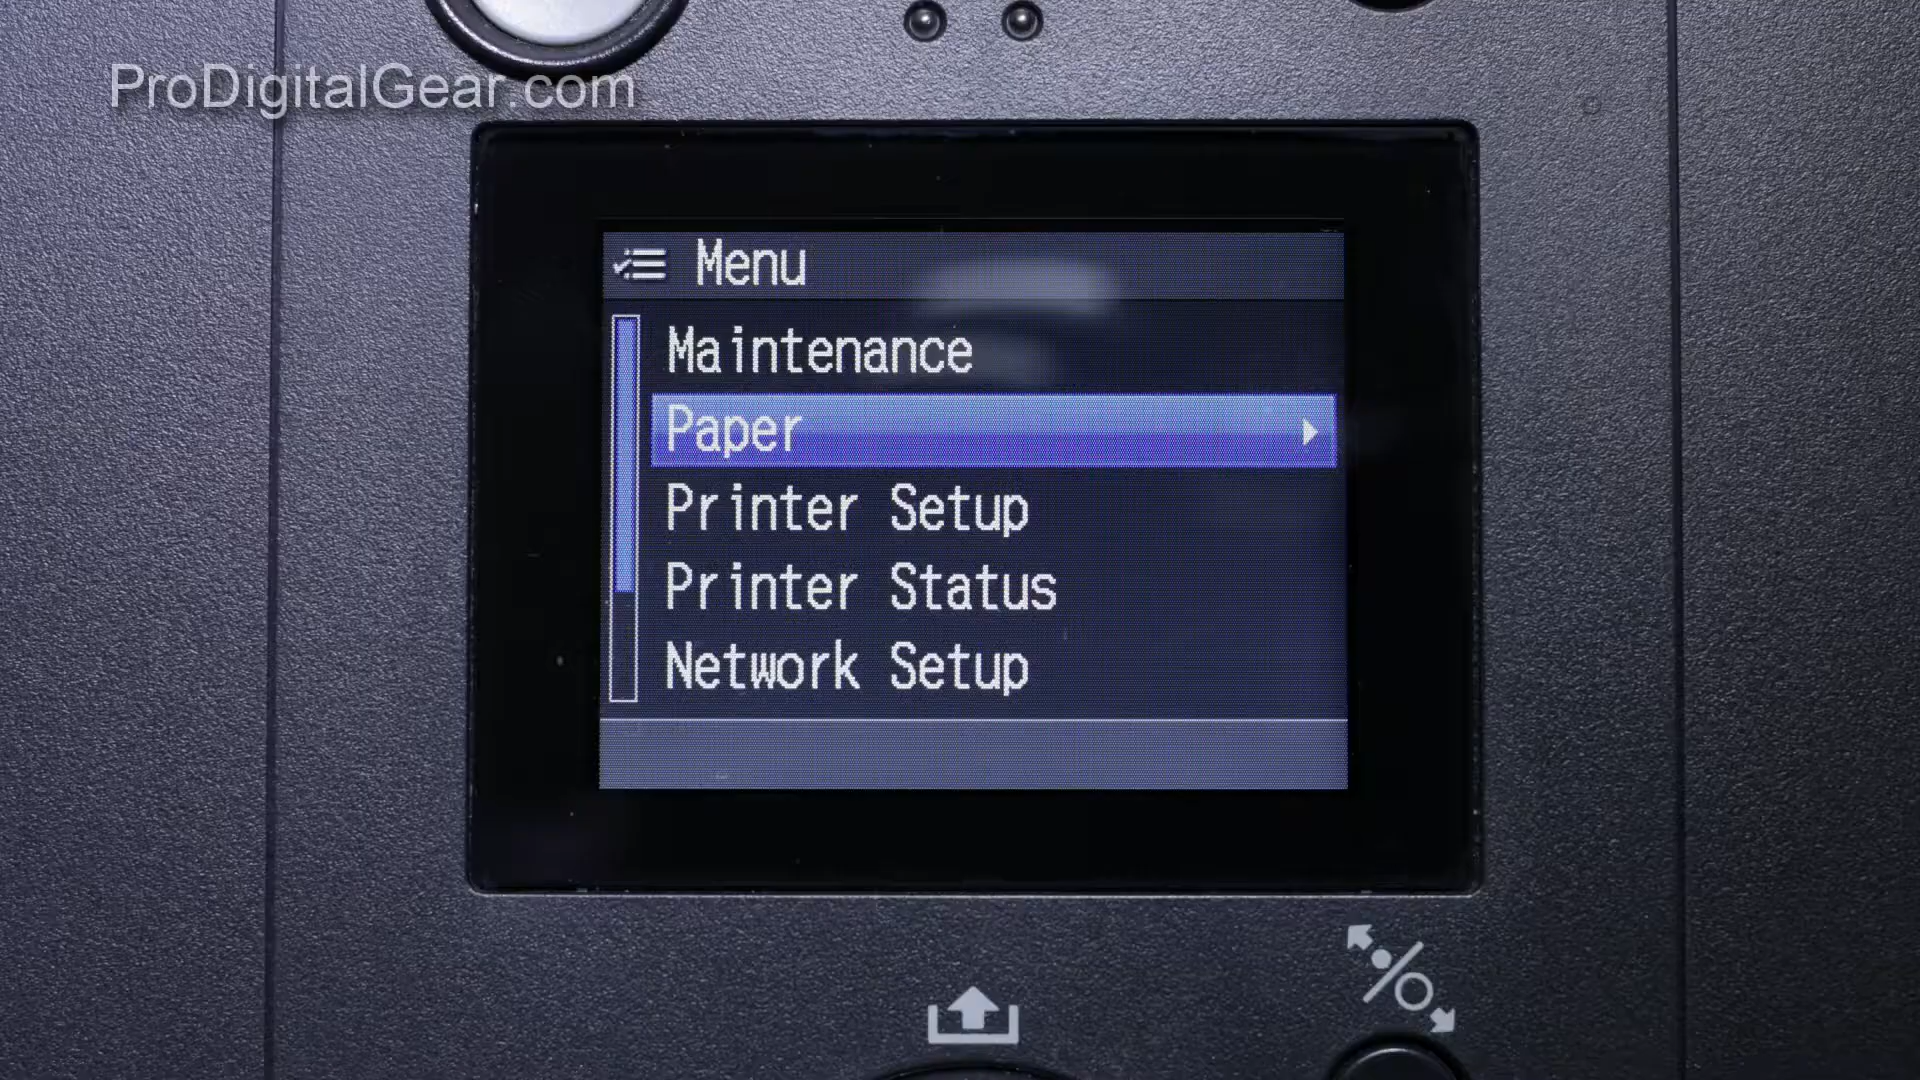 ProDigitalGear.com
Menu
Maintenance
Paper
Printer Setup
Printer Status
Network Setup